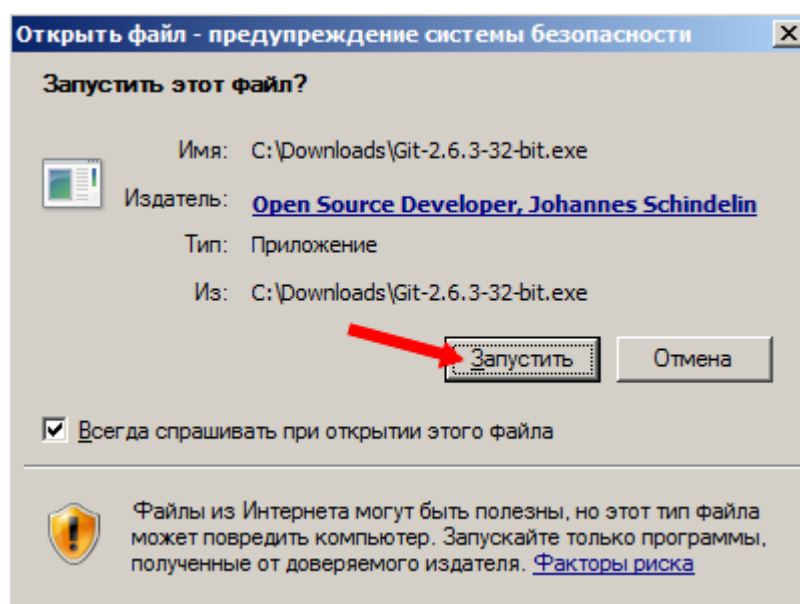 Открыть файл - предупреждение системы безопасности
Запустить этот файл?
Имя: C:\Downloads\Git-2.6.3-32-bit.exe
Издатель: Open Source Developer, Johannes Schindelin
Тип: Приложение
Из: C:\Downloads\Git-2.6.3-32-bit.exe
Запустить Отмена
Всегда спрашивать при открытии этого файла
Файлы из Интернета могут быть полезны, но этот тип файла
может повредить компьютер. Запускайте только программы,
полученные от доверяемого издателя. Факторы риска